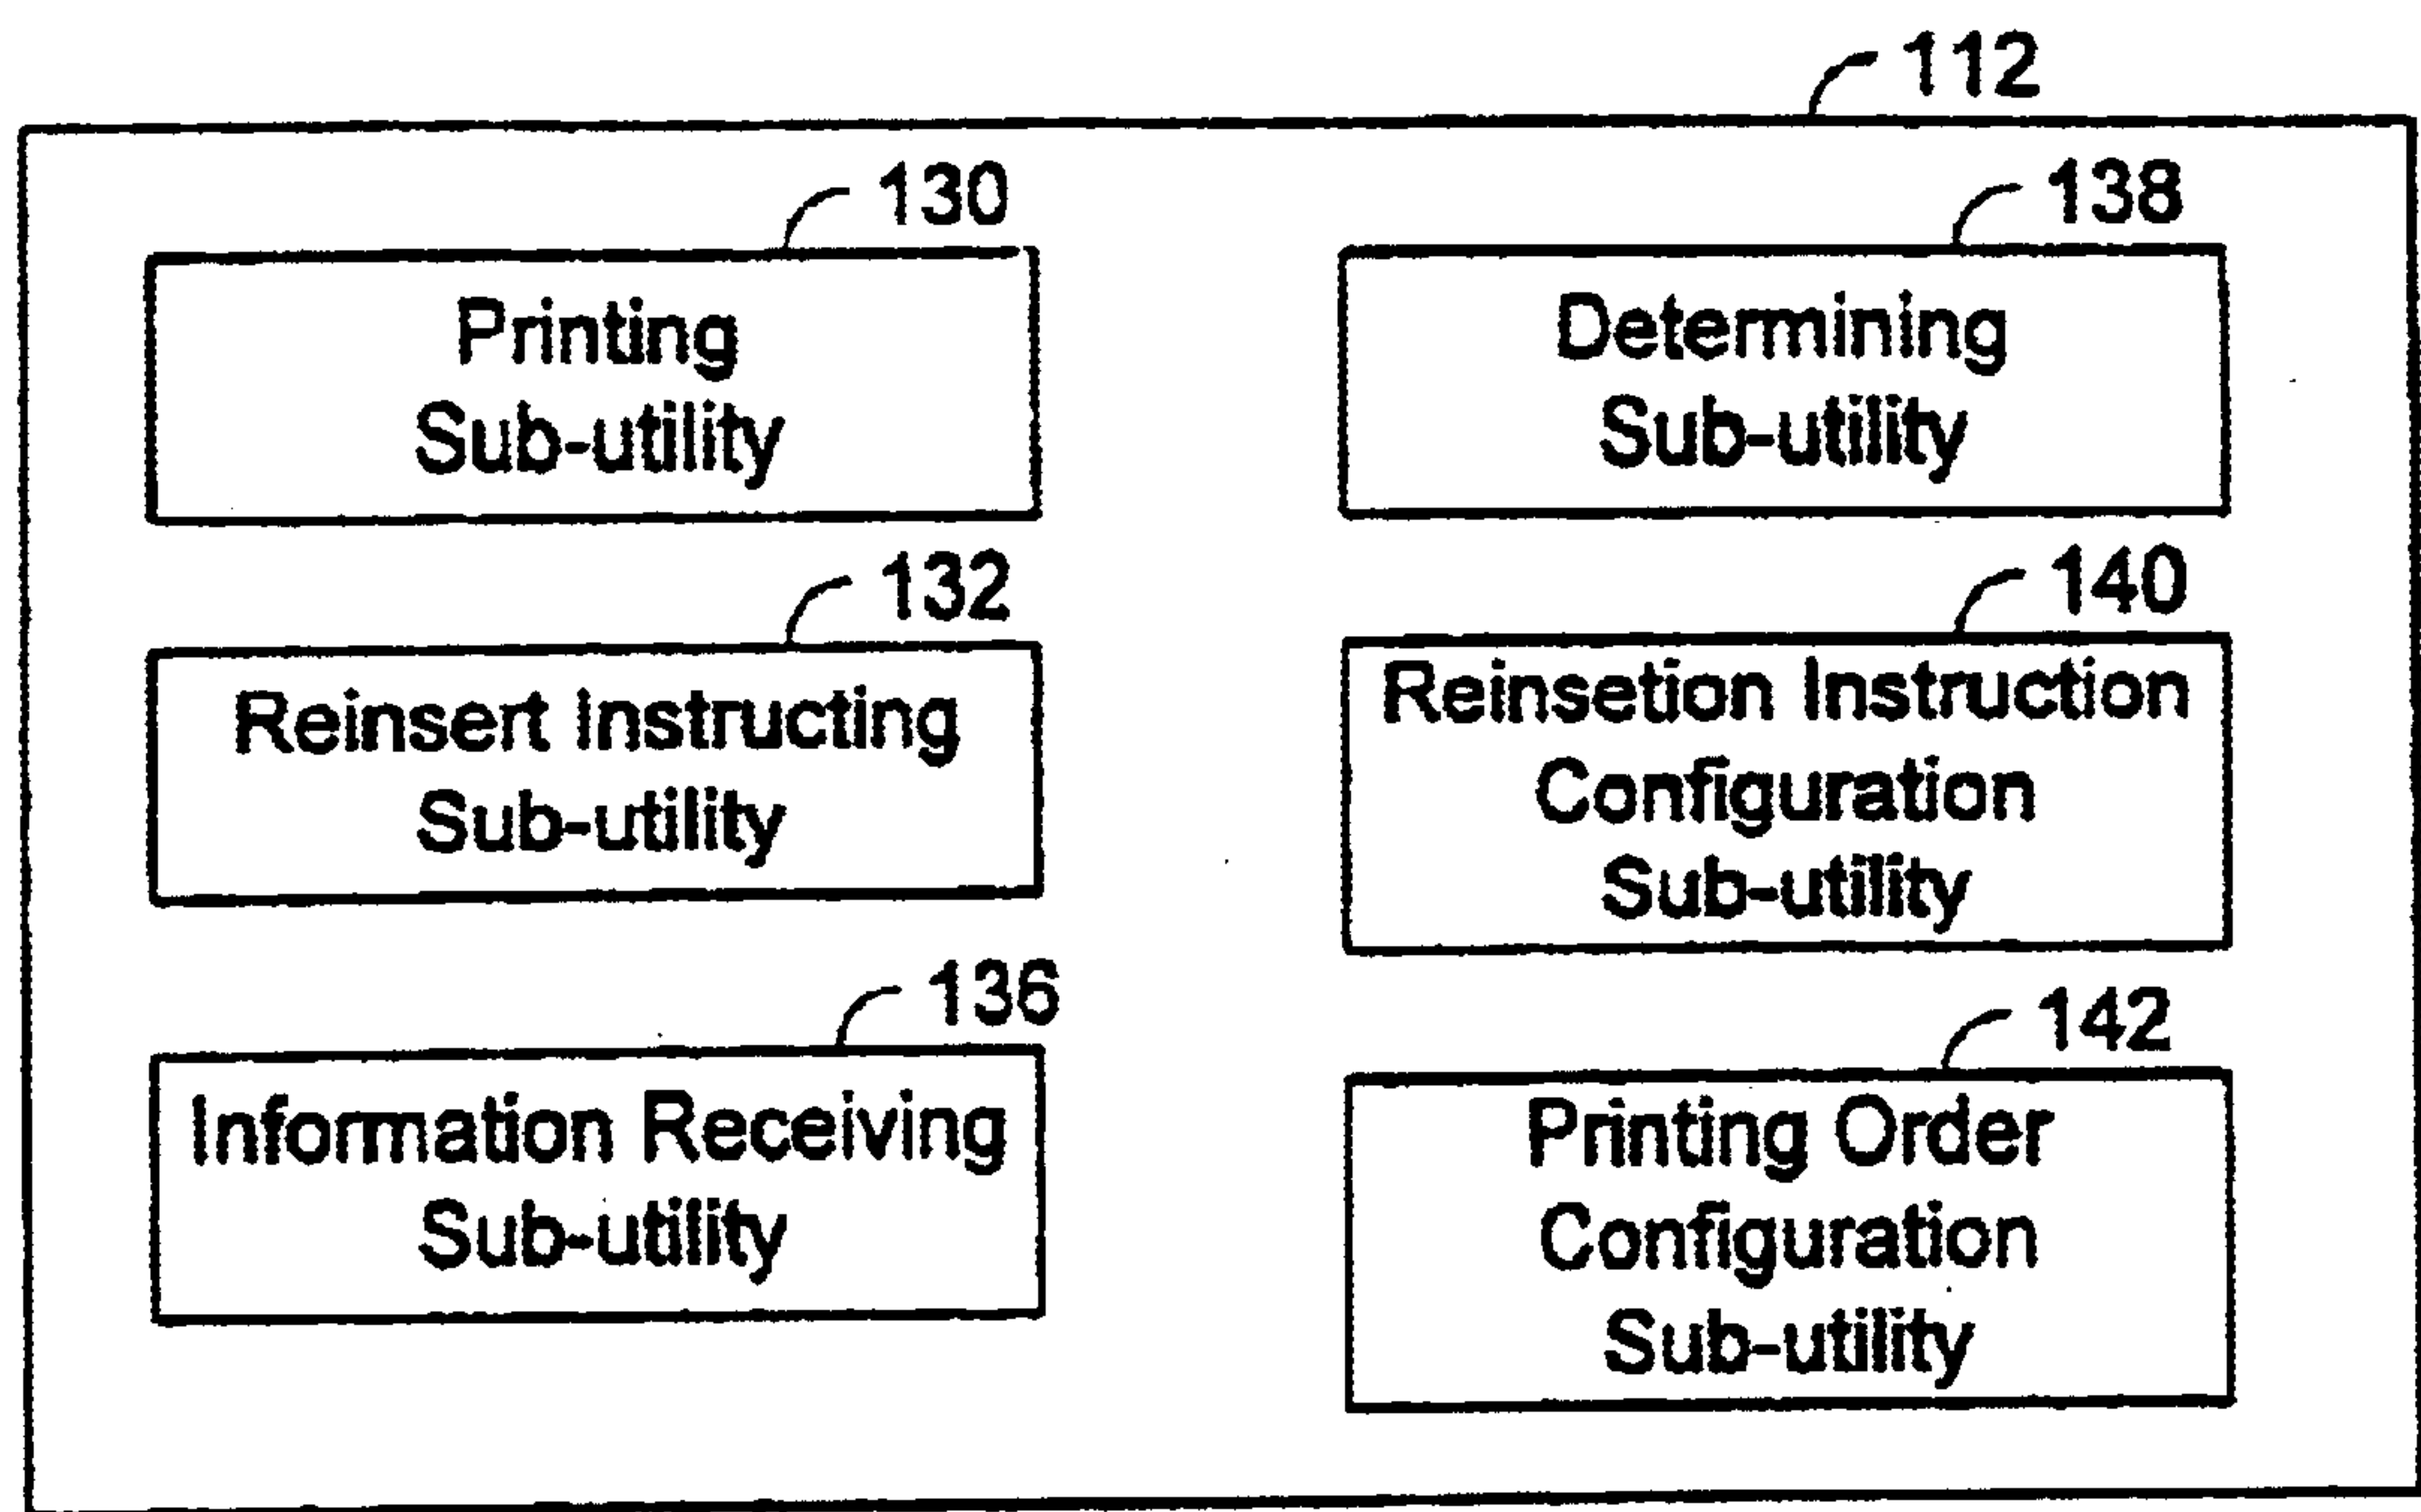 112
130
Printing
Sub-utility
138
Determining
Sub-utility
132
Reinsert Instructing
Sub-utility
140
Reinsetion Instruction
Configuration
Sub-utility
136
Information Receiving
Sub-utility
142
Printing Order
Configuration
Sub-utility